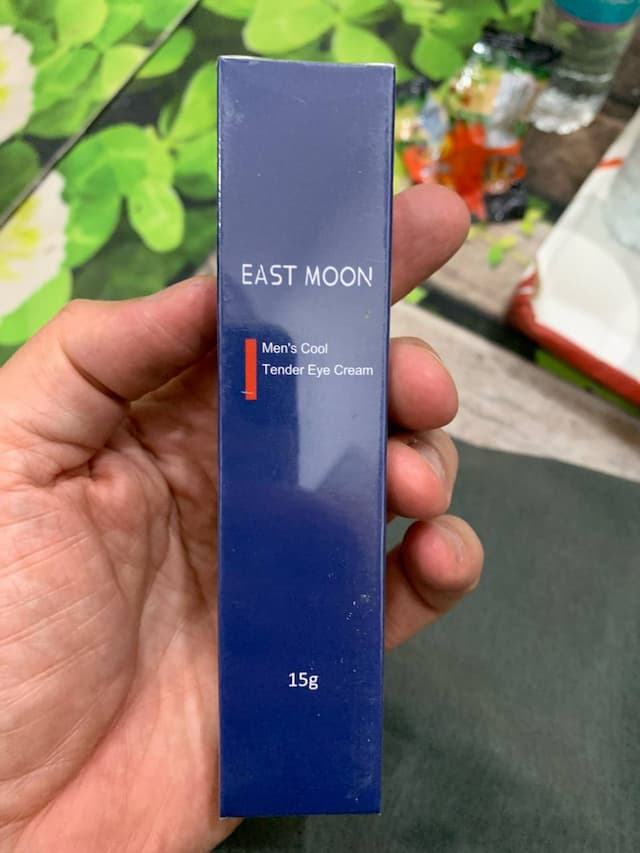 EAST MOON
Men's Cool
Tender Eye Cream
15g